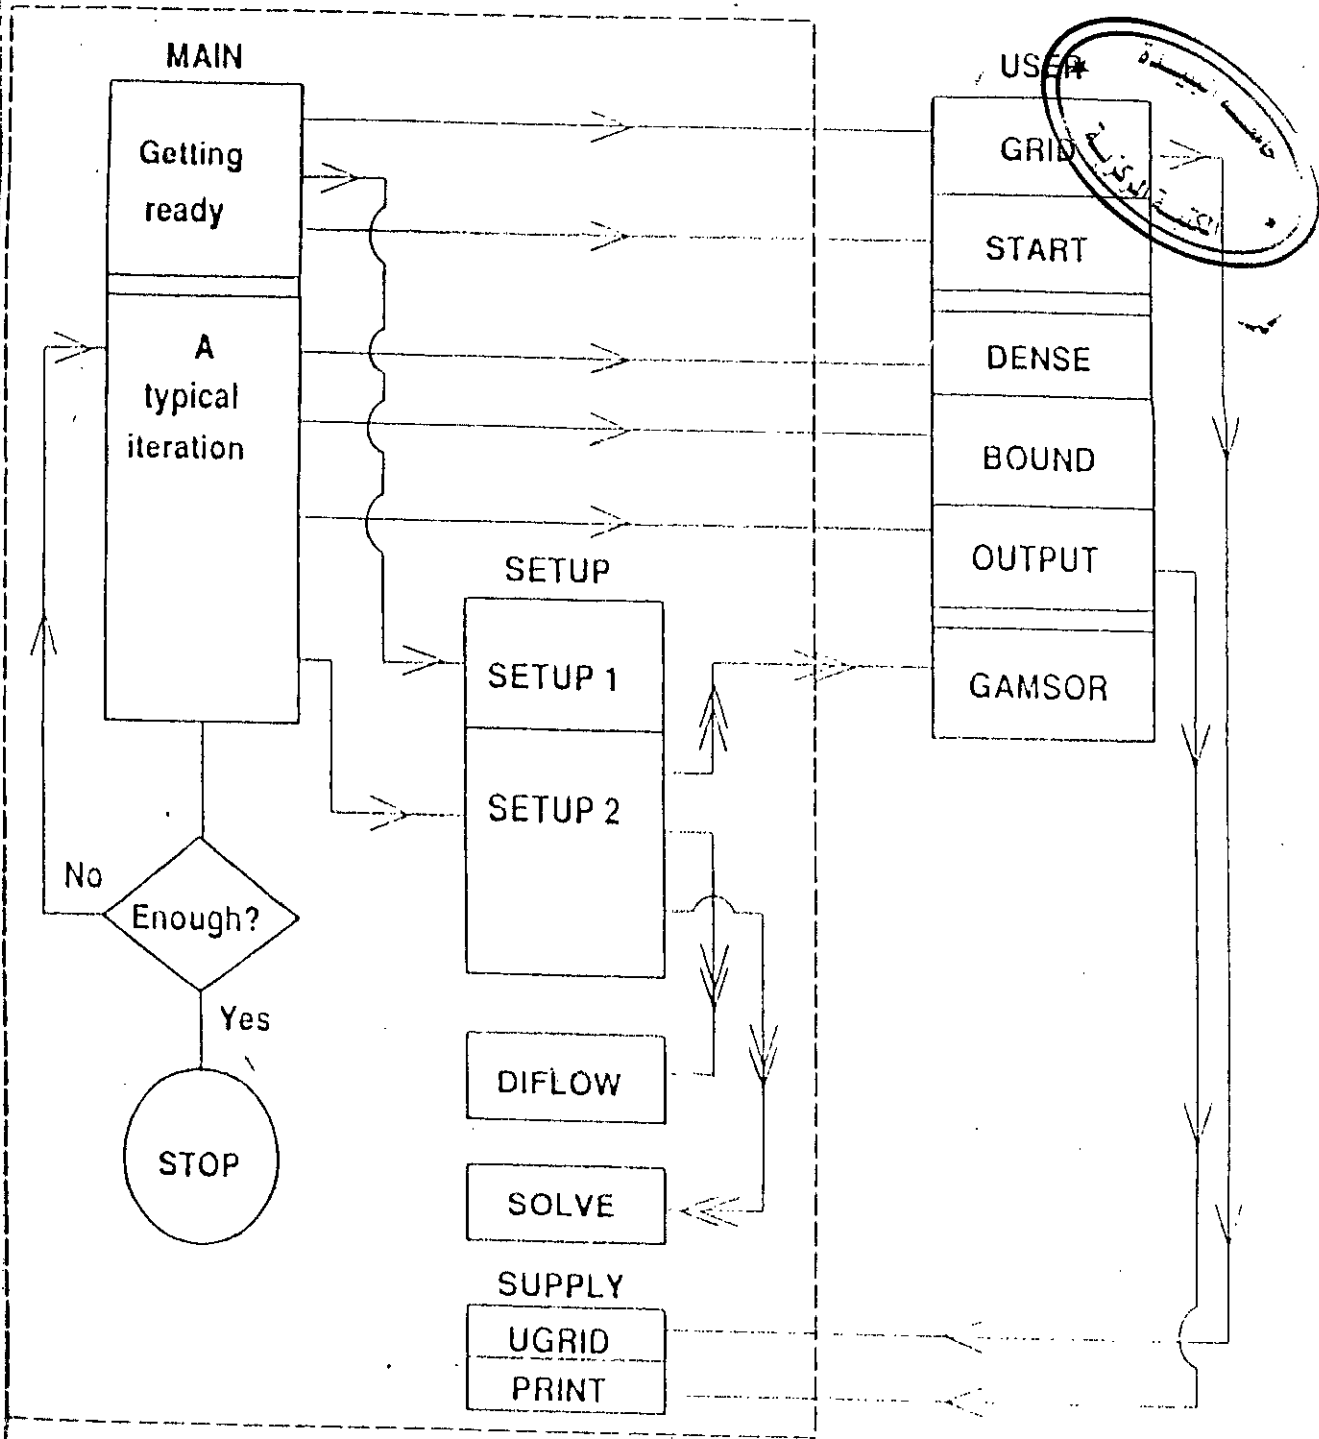 MAIN
Getting
ready
A
typical
iteration
No
Enough?
Yes
STOP
SETUP
SETUP 1
SETUP 2
DIFLOW
SOLVE
SUPPLY
UGRID
PRINT
USER
GRID
START
DENSE
BOUND
OUTPUT
GAMSOR